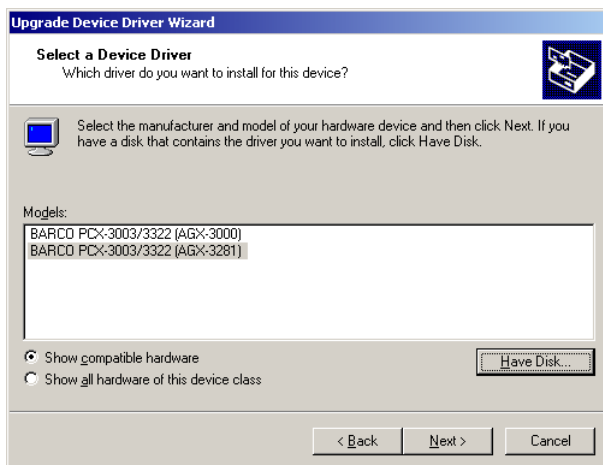 Upgrade Device Driver Wizard
Select a Device Driver
Which driver do you want to install for this device?
Select the manufacturer and model of your hardware device and then click Next. If you
have a disk that contains the driver you want to install, click Have Disk.
Models:
BARCO PCX-3003/3322 (AGX-3000)
BARCO PCX-3003/3322 (AGX-3281)
Show compatible hardware
Show all hardware of this device class
Have Disk...
< Back
Next >
Cancel